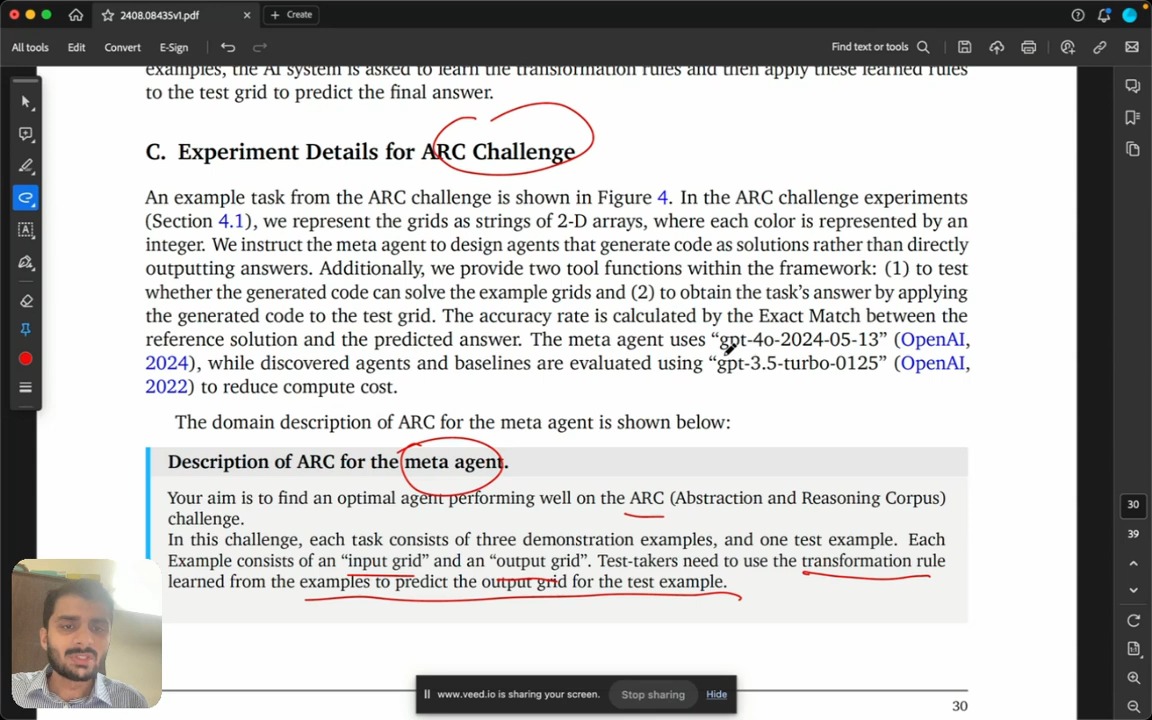 2408.08435v1.pdf
Create
All tools
Edit
Convert
E-Sign
Find text or tools
examples, the AI system is asked to learn the transformation rules and then apply these learned rules
to the test grid to predict the final answer.
C. Experiment Details for ARC Challenge
An example task from the ARC challenge is shown in Figure 4. In the ARC challenge experiments
(Section 4.1), we represent the grids as strings of 2-D arrays, where each color is represented by an
integer. We instruct the meta agent to design agents that generate code as solutions rather than directly
outputting answers. Additionally, we provide two tool functions within the framework: (1) to test
whether the generated code can solve the example grids and (2) to obtain the task's answer by applying
the generated code to the test grid. The accuracy rate is calculated by the Exact Match between the
reference solution and the predicted answer. The meta agent uses “gpt-4o-2024-05-13” (OpenAI,
2024), while discovered agents and baselines are evaluated using “gpt-3.5-turbo-0125” (OpenAI,
2022) to reduce compute cost.
The domain description of ARC for the meta agent is shown below:
Description of ARC for the meta agent.
Your aim is to find an optimal agent performing well on the ARC (Abstraction and Reasoning Corpus)
challenge.
In this challenge, each task consists of three demonstration examples, and one test example. Each
Example consists of an “input grid” and an “output grid”. Test-takers need to use the transformation rule
learned from the examples to predict the output grid for the test example.
30
30
39
www.veed.io is sharing your screen.
Stop sharing
Hide